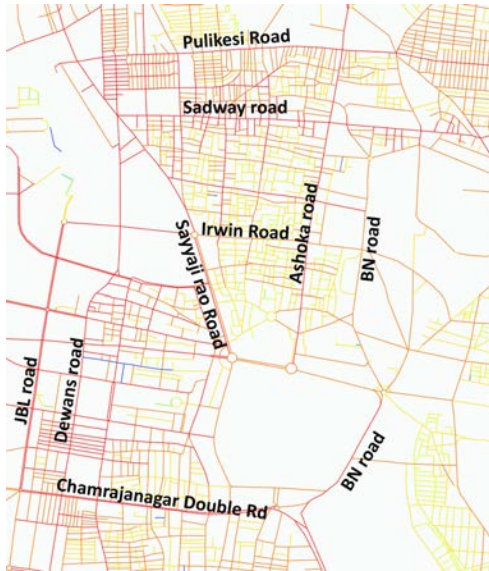 Pulikesi Road
Sadway road
Irwin Road
Sayyaji rao Road
Ashoka road
BN road
JBL road
Dewans road
BN road
Chamrajanagar Double Rd